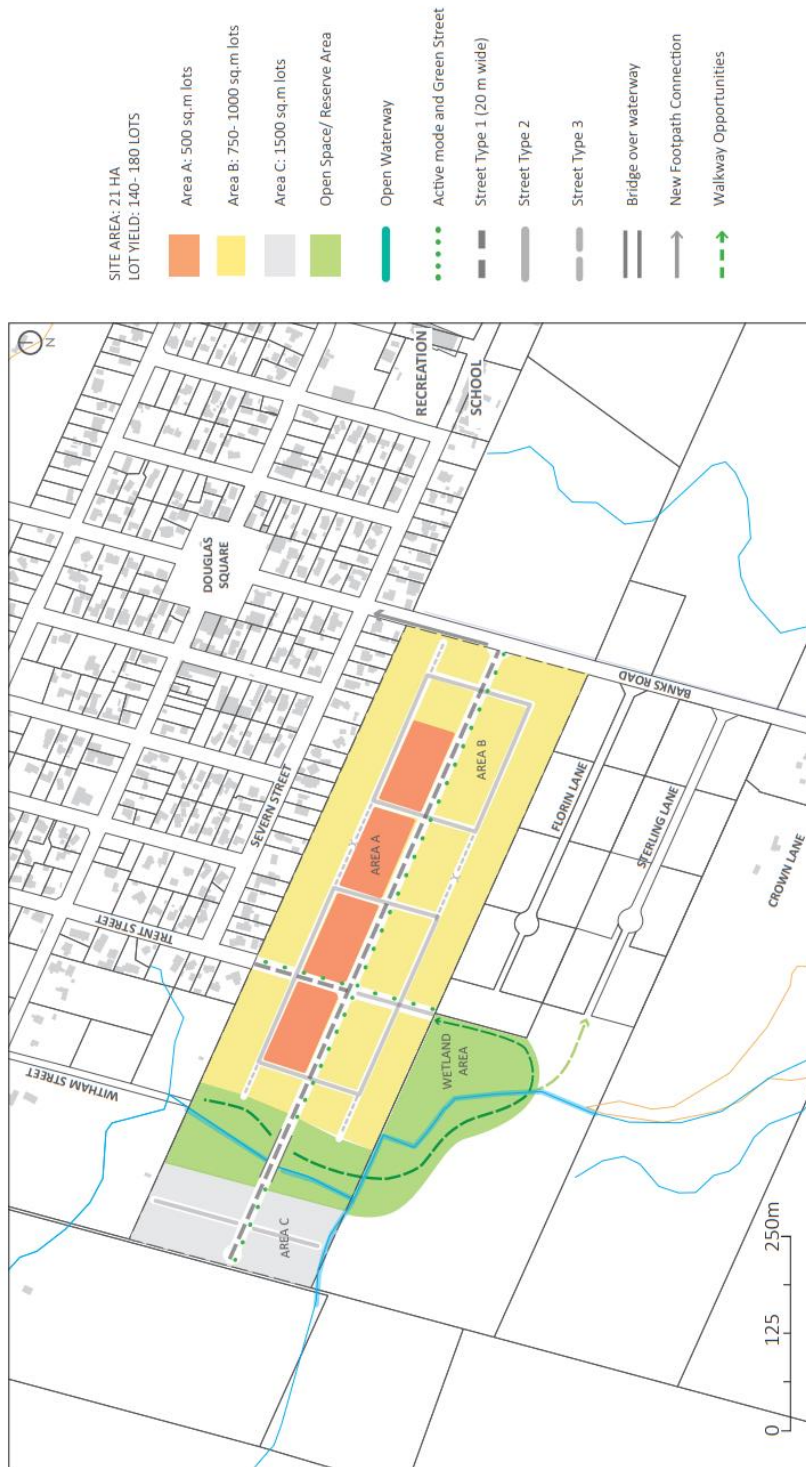 SITE AREA: 21 HA
LOT YIELD: 140- 180 LOTS
Area A: 500 sq.m lots
Area B: 750- 1000 sq.m lots
Area C: 1500 sq.m lots
Open Space/ Reserve Area
Open Waterway
Active mode and Green Street
Street Type 1 (20 m wide)
Street Type 2
Street Type 3
Bridge over waterway
New Footpath Connection
Walkway Opportunities
N
RECREATION
SCHOOL
DOUGLAS
SQUARE
SEVERN STREET
TRENT STREET
WITHAM STREET
BANKS ROAD
AREA A
AREA B
AREA C
WETLAND
AREA
FLORIN LANE
STERLING LANE
CROWN LANE
0
125
250m